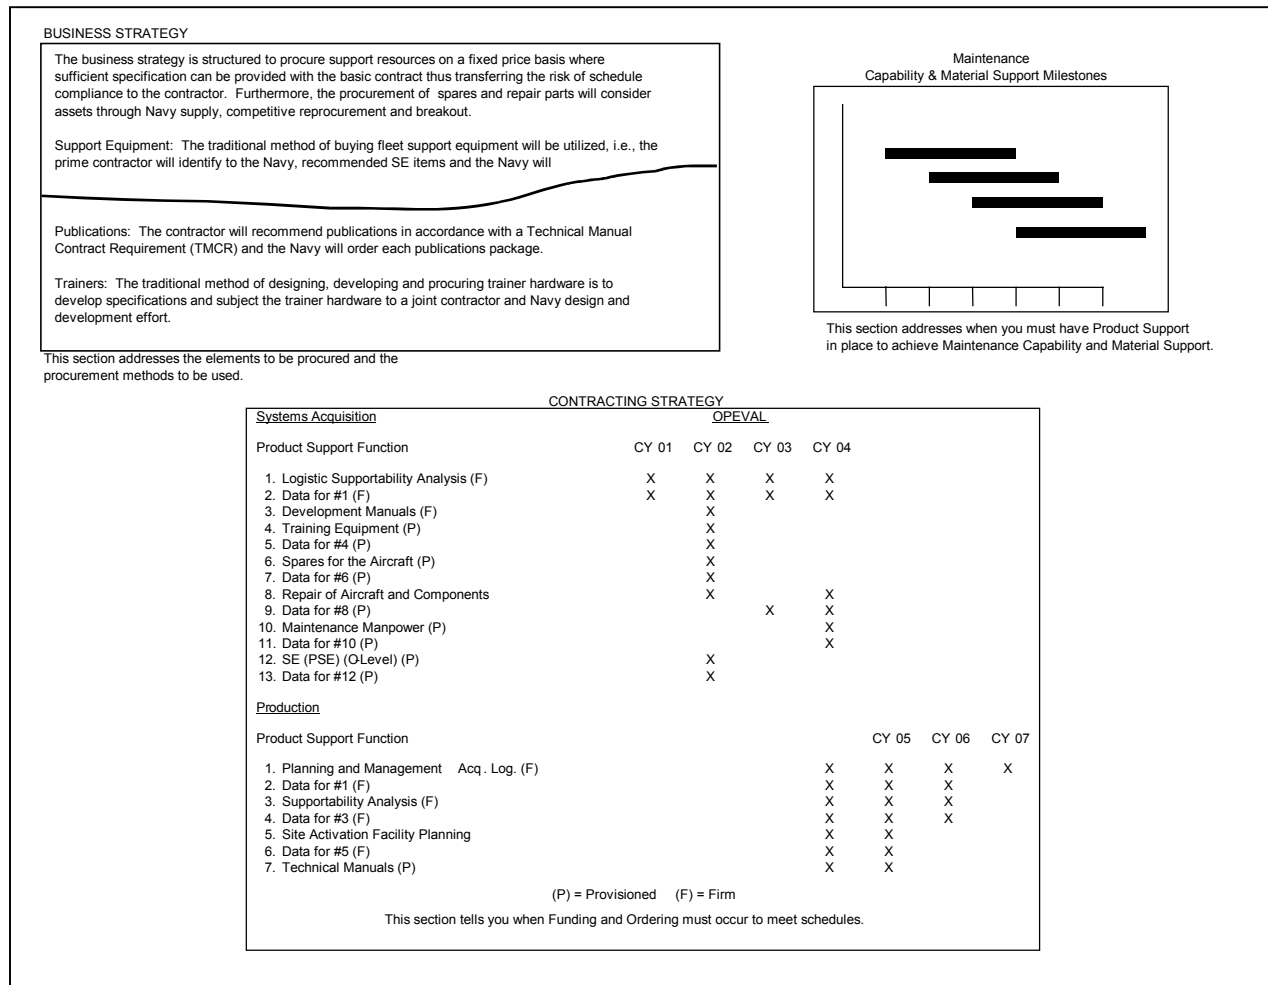 BUSINESS STRATEGY
The business strategy is structured to procure support resources on a fixed price basis where
sufficient specification can be provided with the basic contract thus transferring the risk of schedule
compliance to the contractor. Furthermore, the procurement of spares and repair parts will consider
assets through Navy supply, competitive reprocurement and breakout.
Support Equipment: The traditional method of buying fleet support equipment will be utilized, i.e., the
prime contractor will identify to the Navy, recommended SE items and the Navy will
Publications: The contractor will recommend publications in accordance with a Technical Manual
Contract Requirement (TMCR) and the Navy will order each publications package.
Trainers: The traditional method of designing, developing and procuring trainer hardware is to
develop specifications and subject the trainer hardware to a joint contractor and Navy design and
development effort.
This section addresses the elements to be procured and the
procurement methods to be used.
Maintenance
Capability & Material Support Milestones
This section addresses when you must have Product Support
in place to achieve Maintenance Capability and Material Support.
CONTRACTING STRATEGY
Systems Acquisition OPEVAL
Product Support Function CY 01 CY 02 CY 03 CY 04
1. Logistic Supportability Analysis (F) X X X X
2. Data for #1 (F) X X X X
3. Development Manuals (F) X
4. Training Equipment (P) X
5. Data for #4 (P) X
6. Spares for the Aircraft (P) X
7. Data for #6 (P) X
8. Repair of Aircraft and Components X X
9. Data for #8 (P) X X
10. Maintenance Manpower (P) X
11. Data for #10 (P) X
12. SE (PSE) (O-Level) (P) X
13. Data for #12 (P) X
Production
Product Support Function CY 05 CY 06 CY 07
1. Planning and Management Acq. Log. (F) X X X X
2. Data for #1 (F) X X X
3. Supportability Analysis (F) X X X
4. Data for #3 (F) X X X
5. Site Activation Facility Planning X X
6. Data for #5 (F) X X
7. Technical Manuals (P) X X
(P) = Provisioned (F) = Firm
This section tells you when Funding and Ordering must occur to meet schedules.